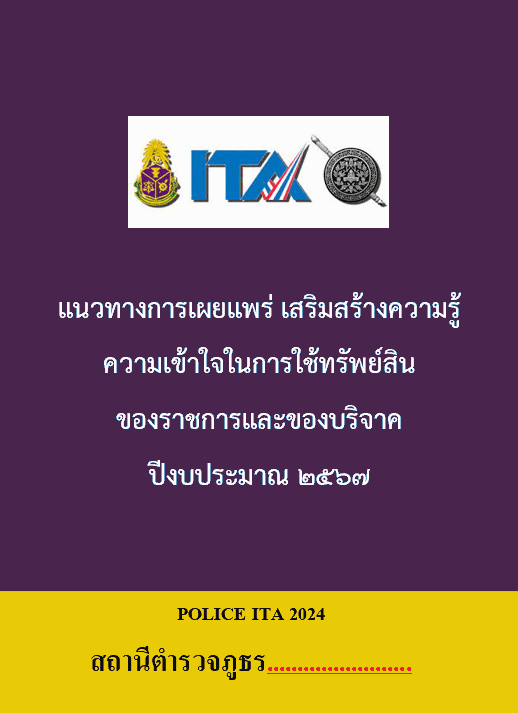 ITA
แนวทางการเผยแพร่ เสริมสร้างความรู้
ความเข้าใจในการใช้ทรัพย์สิน
ของราชการและของบริจาค
ปีงบประมาณ ๒๕๖๗
POLICE ITA 2024
สถานีตำรวจภูธร........................